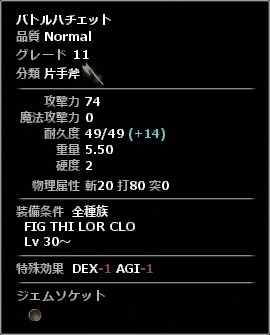 バトルハチェット
品質 Normal
グレード 11
分類 片手斧
攻撃力 74
魔法攻撃力 0
耐久度 49/49 (+14)
重量 5.50
硬度 2
物理属性 斬20 打80 突0
装備条件 全種族
FIG THI LOR CLO
Lv 30～
特殊効果 DEX-1 AGI-1
ジェムソケット